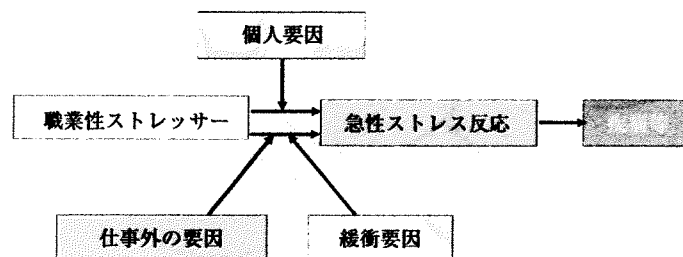 個人要因
職業性ストレッサー
急性ストレス反応
仕事外の要因
緩衝要因